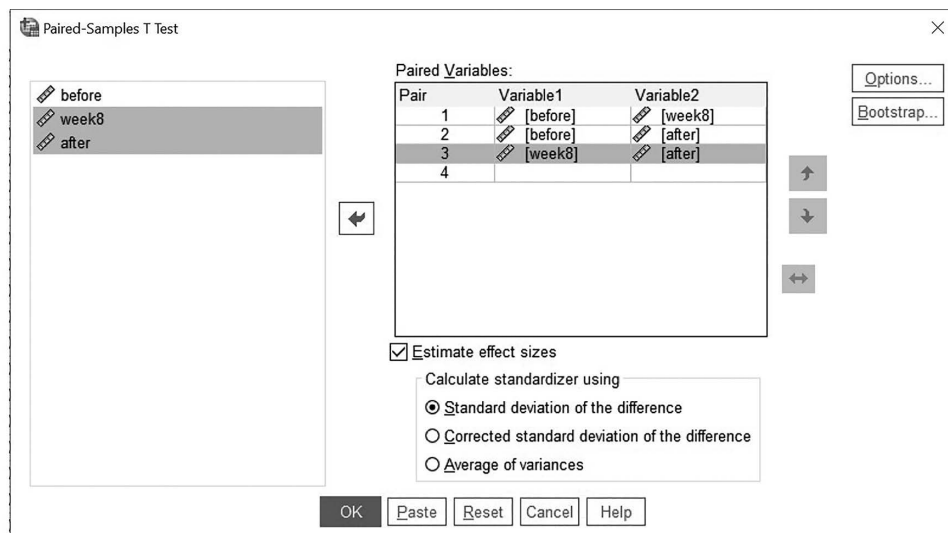 Paired-Samples T Test
before
week8
after
Paired Variables:
Pair Variable1 Variable2
1 [before] [week8]
2 [before] [after]
3 [week8] [after]
4
Options...
Bootstrap...
Estimate effect sizes
Calculate standardizer using
Standard deviation of the difference
Corrected standard deviation of the difference
Average of variances
OK Paste Reset Cancel Help